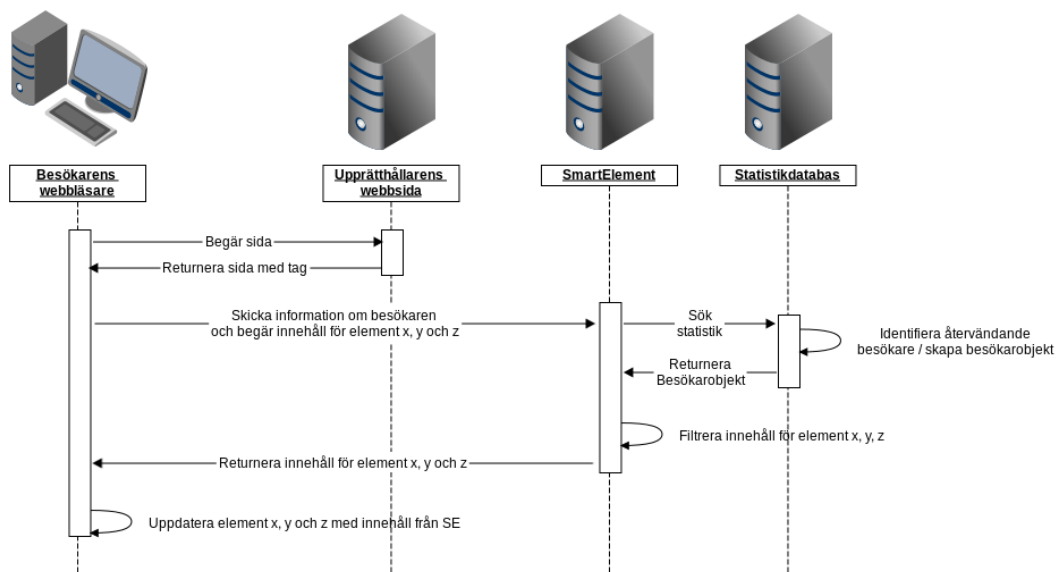 Besökarens
webbläsare
Upprätthållarens
webbsida
SmartElement
Statistikdatabas
Begär sida
Returnera sida med tag
Skicka information om besökaren
och begär innehåll för element x, y och z
Sök
statistik
Identifiera återvändande
besökare / skapa besökarobjekt
Returnera
Besökarobjekt
Filtrera innehåll för element x, y, z
Returnera innehåll för element x, y och z
Uppdatera element x, y och z med innehåll från SE